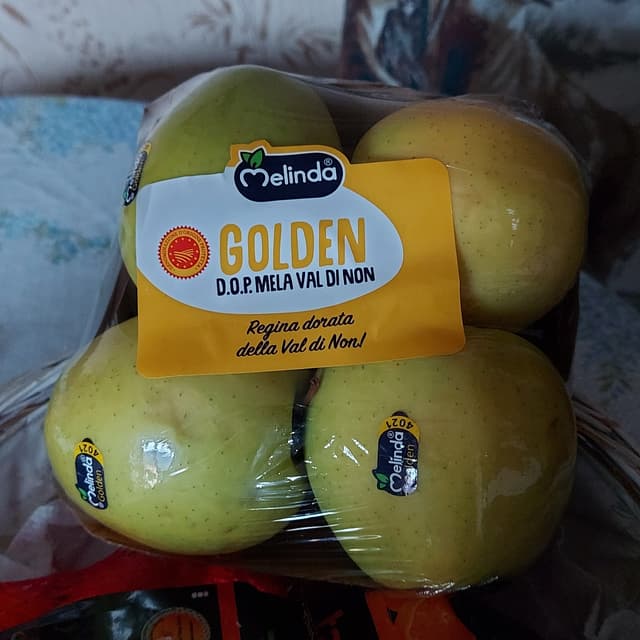 Melinda®
GOLDEN
D.O.P. MELA VAL DI NON
Regina dorata
della Val di Non!
4021
Melinda
Golden
4021
Melinda®
Golden